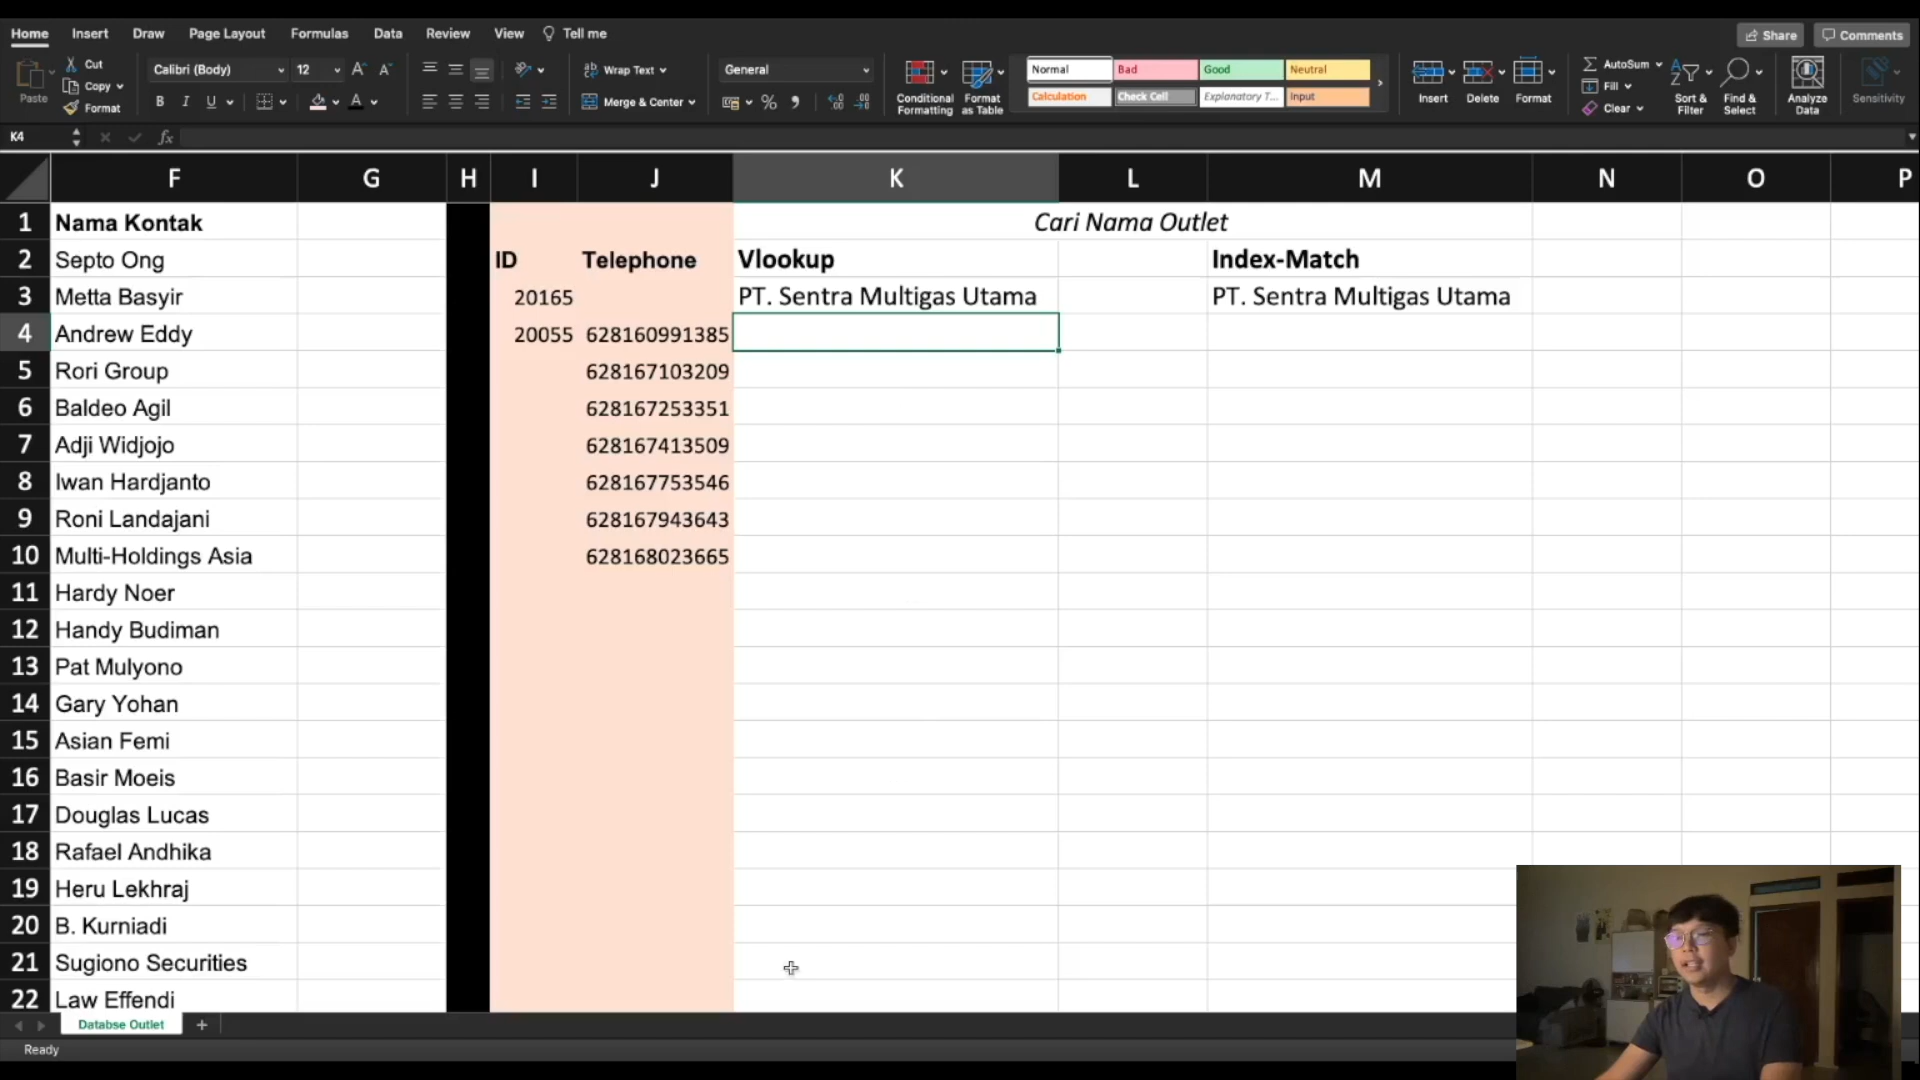 Home Insert Draw Page Layout Formulas Data Review View Tell me Share Comments
Paste Cut Copy Format
Calibri (Body) 12
B I U
Wrap Text
Merge & Center
General
Conditional Formatting
Format as Table
Normal Bad Good Neutral
Calculation Check Cell Explanatory T... Input
Insert Delete Format
AutoSum Fill Clear
Sort & Filter
Find & Select
Analyze Data
Sensitivity
K4 fx
F G H I J K L M N O P
1 Nama Kontak Cari Nama Outlet
2 Septo Ong ID Telephone Vlookup Index-Match
3 Metta Basyir 20165 PT. Sentra Multigas Utama PT. Sentra Multigas Utama
4 Andrew Eddy 20055 628160991385
5 Rori Group 628167103209
6 Baldeo Agil 628167253351
7 Adji Widjojo 628167413509
8 Iwan Hardjanto 628167753546
9 Roni Landajani 628167943643
10 Multi-Holdings Asia 628168023665
11 Hardy Noer
12 Handy Budiman
13 Pat Mulyono
14 Gary Yohan
15 Asian Femi
16 Basir Moeis
17 Douglas Lucas
18 Rafael Andhika
19 Heru Lekhraj
20 B. Kurniadi
21 Sugiono Securities
22 Law Effendi
Databse Outlet +
Ready